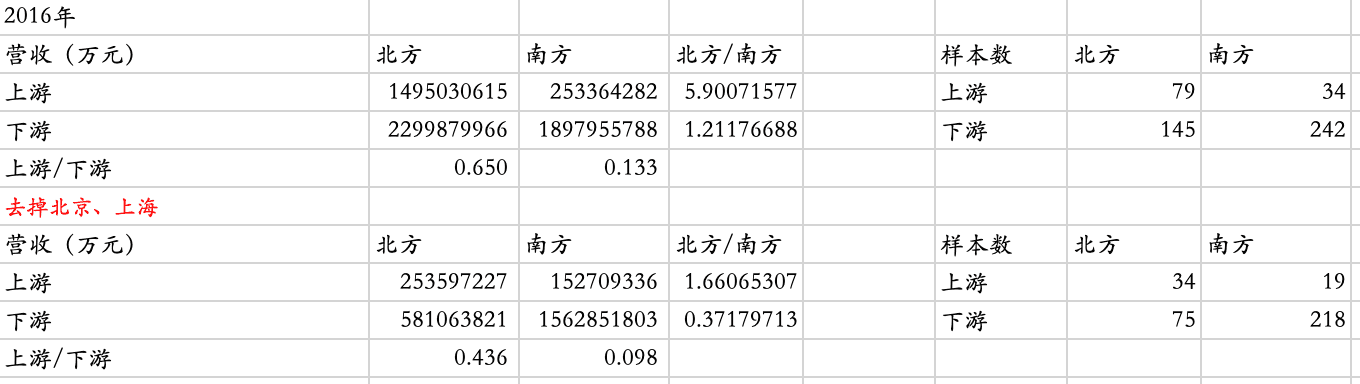 2016年
营收（万元） 北方 南方 北方/南方 样本数 北方 南方
上游 1495030615 253364282 5.90071577 上游 79 34
下游 2299879966 1897955788 1.21176688 下游 145 242
上游/下游 0.650 0.133
去掉北京、上海
营收（万元） 北方 南方 北方/南方 样本数 北方 南方
上游 253597227 152709336 1.66065307 上游 34 19
下游 581063821 1562851803 0.37179713 下游 75 218
上游/下游 0.436 0.098